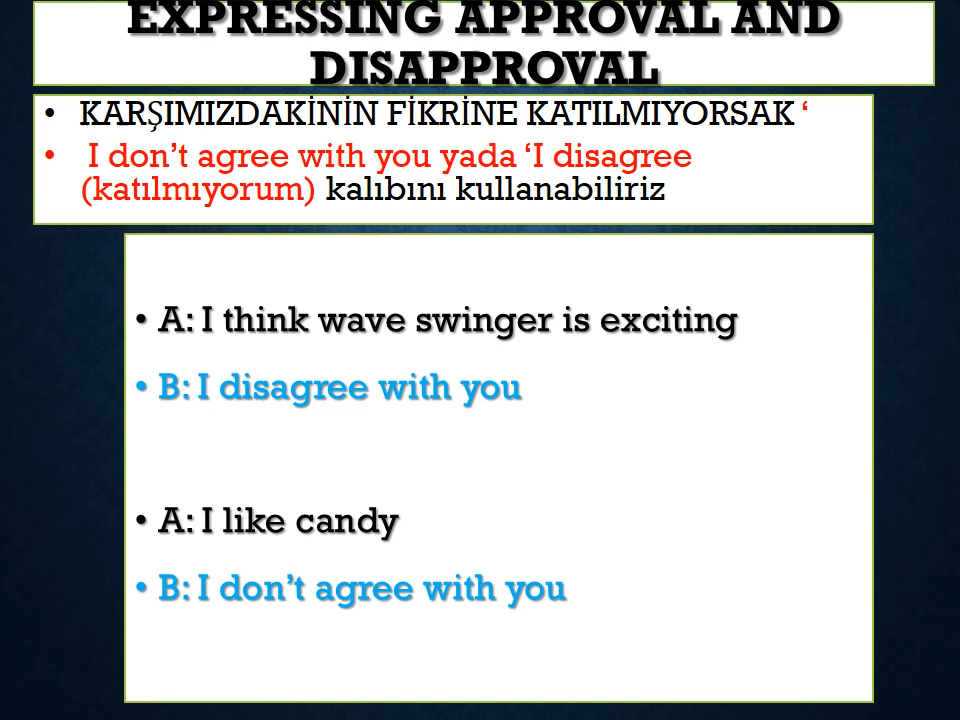 EXPRESSING APPROVAL AND
DISAPPROVAL
• KARŞIMIZDAKİNİN FİKRİNE KATILMIYORSAK ‘
• I don’t agree with you yada ‘I disagree
(katılmıyorum) kalıbını kullanabiliriz
• A: I think wave swinger is exciting
• B: I disagree with you
• A: I like candy
• B: I don’t agree with you